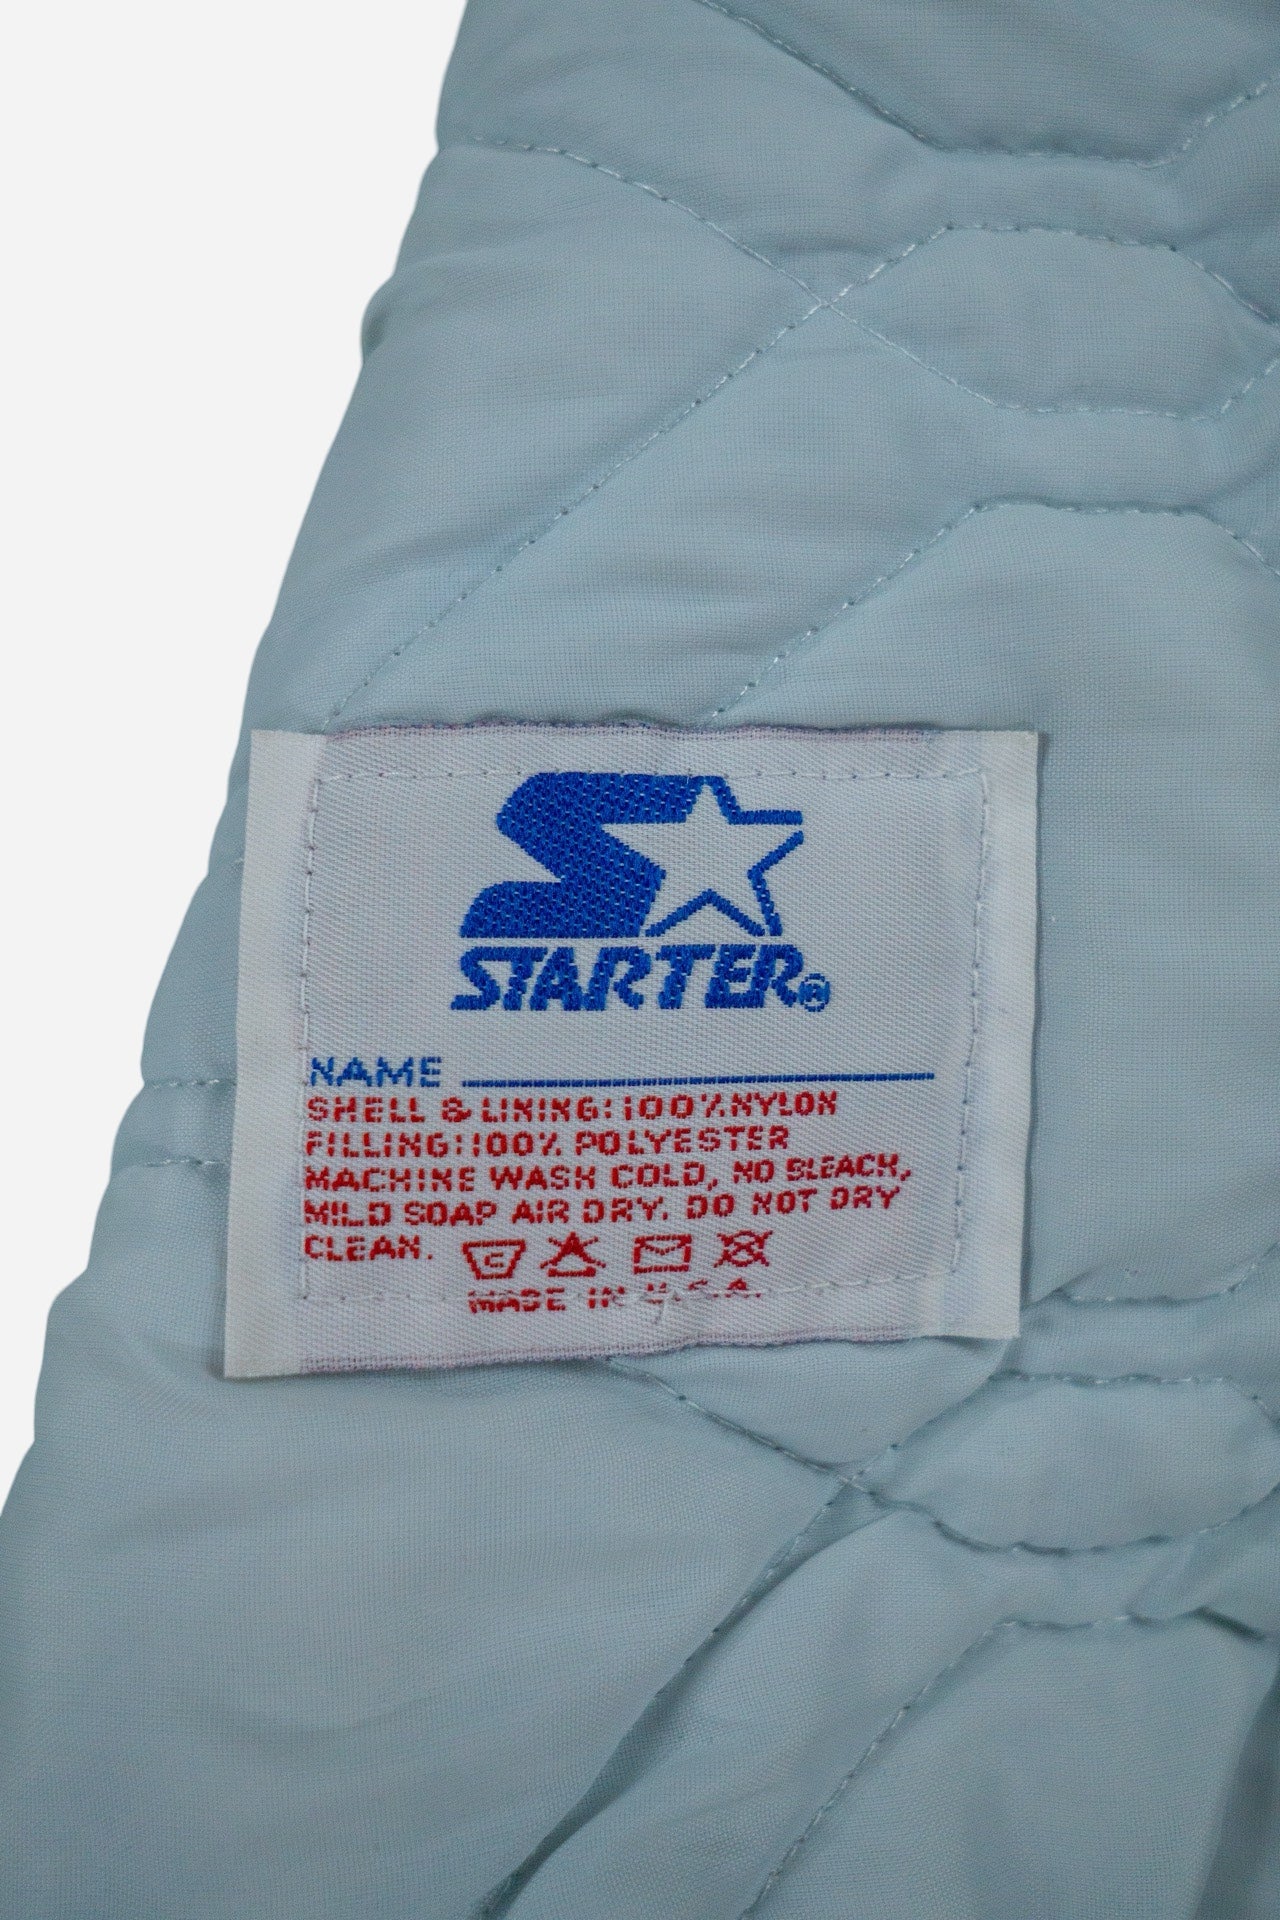 STARTER®
NAME
SHELL & LINING: 100% NYLON
FILLING: 100% POLYESTER
MACHINE WASH COLD, NO BLEACH,
MILD SOAP AIR DRY. DO NOT DRY
CLEAN.
MADE IN U.S.A.